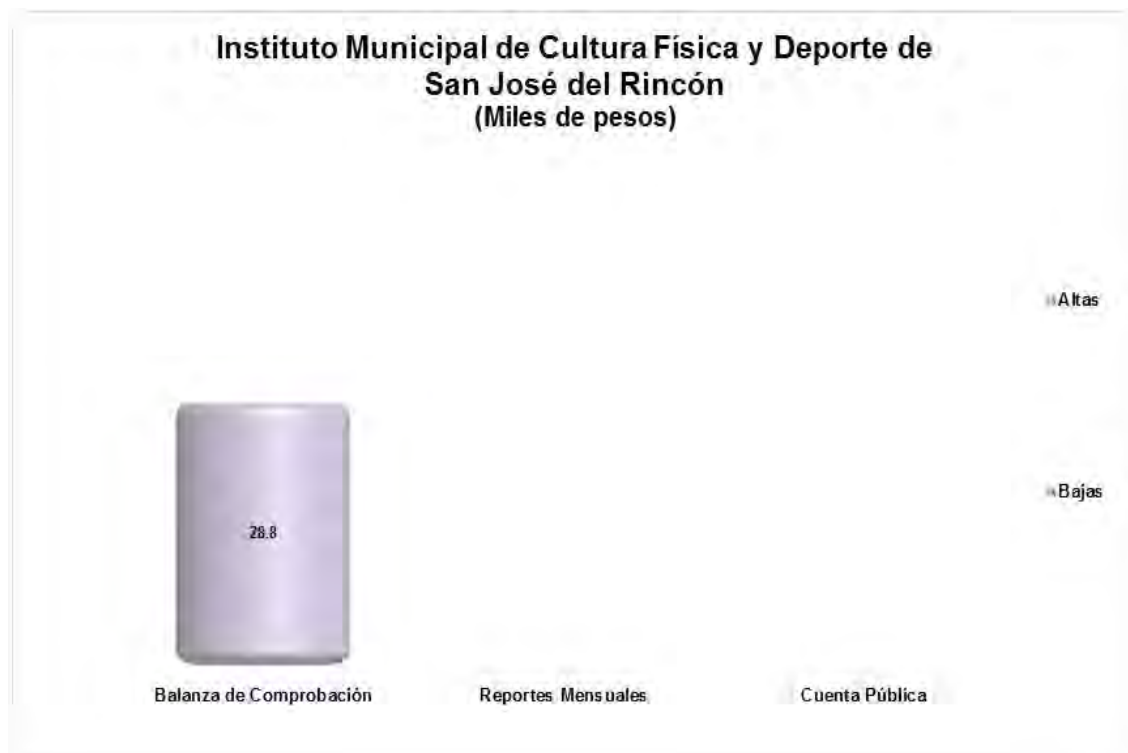 Instituto Municipal de Cultura Física y Deporte de
San José del Rincón
(Miles de pesos)
Altas
Bajas
28.8
Balanza de Comprobación
Reportes Mensuales
Cuenta Pública